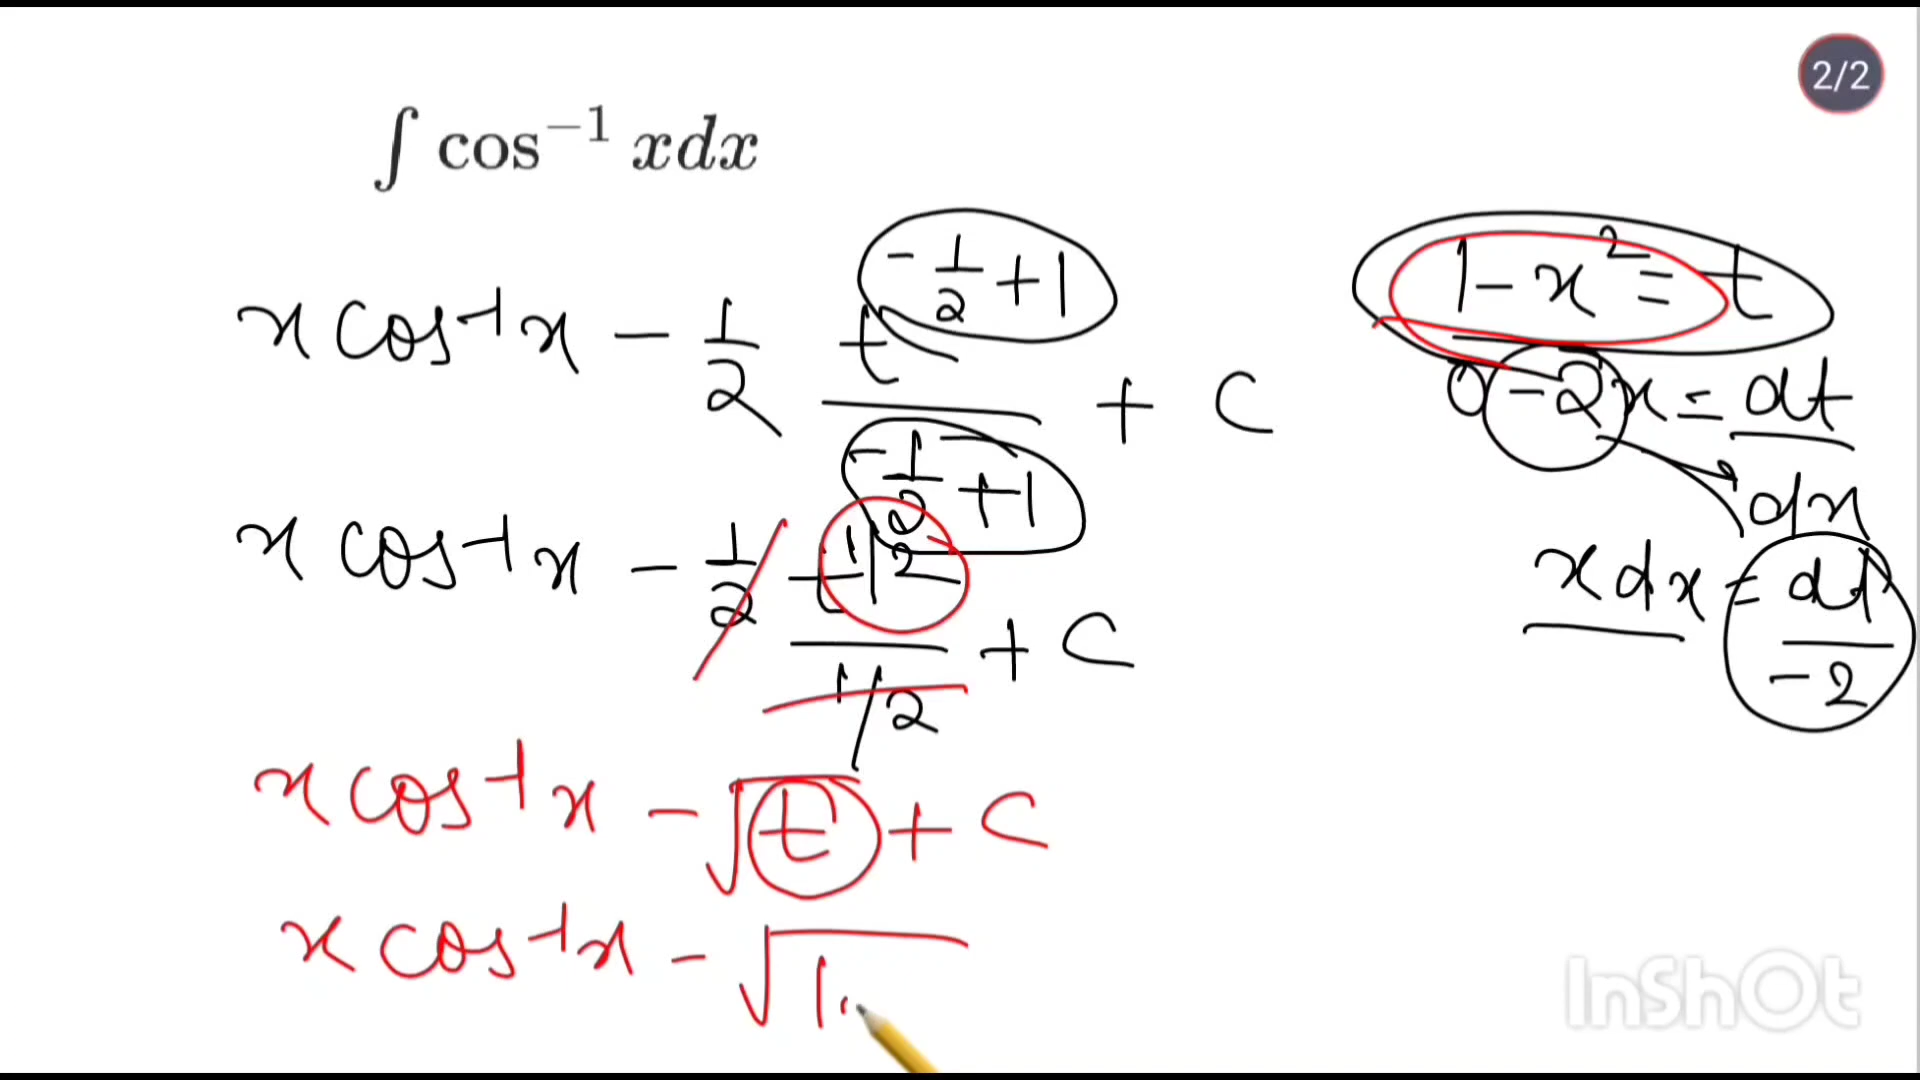 2/2
∫ cos⁻¹ xdx
x cos⁻¹x - 1/2 t^(-1/2 + 1) / (-1/2 + 1) + C
1 - x² = t
0 - 2x = dt/dx
x cos⁻¹x - 1/2 t^(1/2) / (1/2) + C
x dx = dt/-2
x cos⁻¹x - √t + C
x cos⁻¹x - √1
InShOt